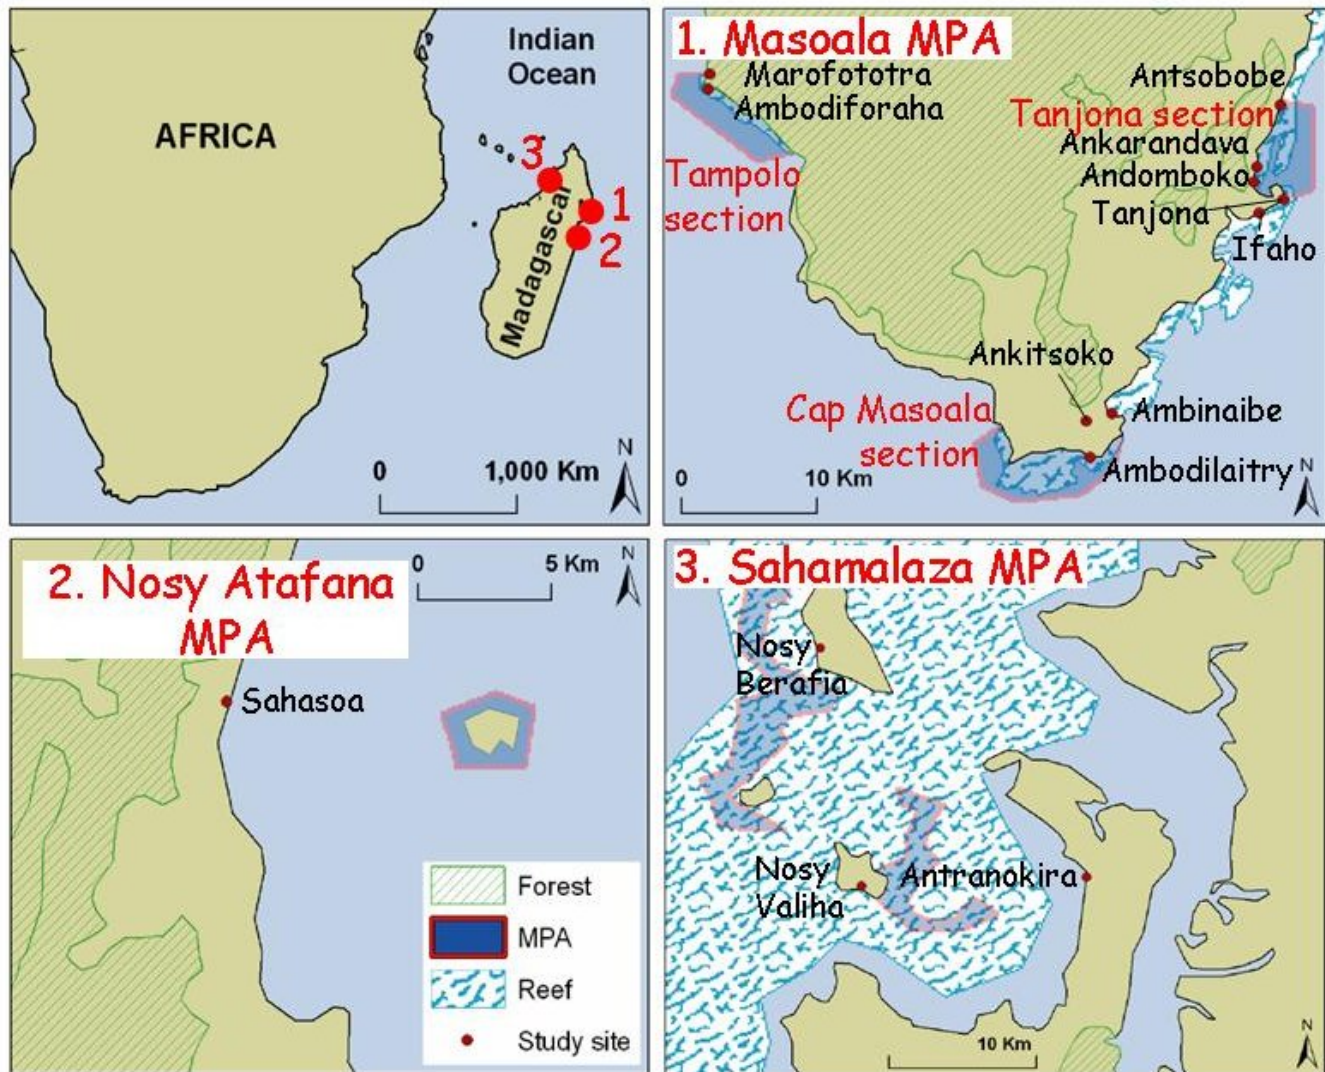 Indian
Ocean
AFRICA
3
1
2
Madagascar
N
0 1,000 Km
1. Masoala MPA
Marofototra
Ambodiforaha
Antsobobe
Tanjona section
Ankarandava
Andomboko
Tanjona
Ifaho
Tampolo
section
Ankitsoko
Cap Masoala
section
Ambinaibe
Ambodilaitry
0 10 Km
N
2. Nosy Atafana
MPA
0 5 Km
N
Sahasoa
Forest
MPA
Reef
Study site
3. Sahamalaza MPA
Nosy
Berafia
Nosy
Valiha
Antranokira
10 Km
N